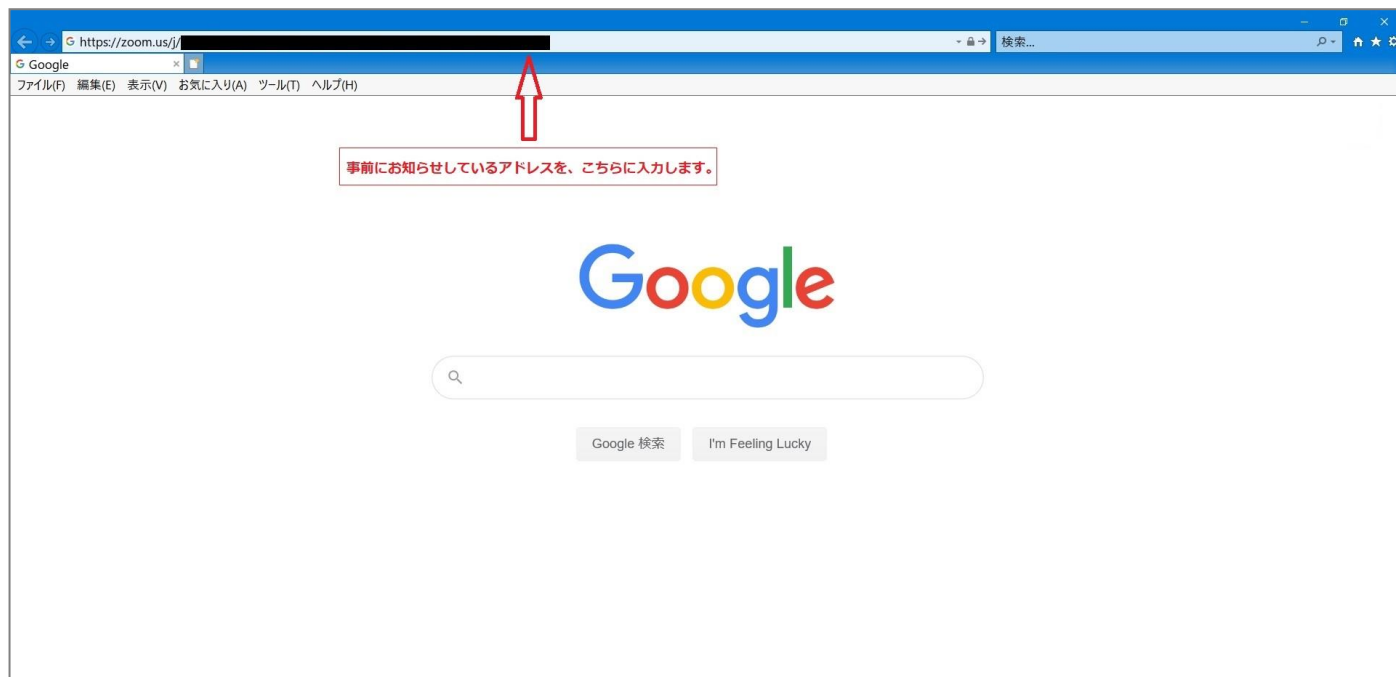 https://zoom.us/j/
検索...
Google
ファイル(F) 編集(E) 表示(V) お気に入り(A) ツール(T) ヘルプ(H)
事前にお知らせしているアドレスを、こちらに入力します。
Google
Google 検索 I'm Feeling Lucky